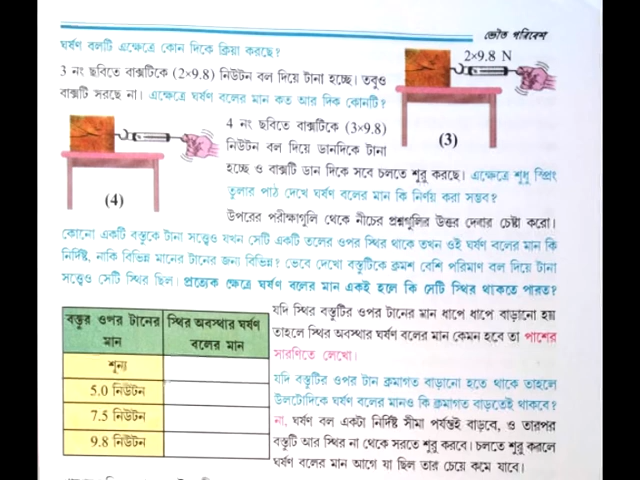 ভৌত পরিবেশ
ঘর্ষণ বলটি এক্ষেত্রে কোন দিকে ক্রিয়া করছে?
3 নং ছবিতে বাক্সটিকে (2×9.8) নিউটন বল দিয়ে টানা হচ্ছে। তবুও
বাক্সটি সরছে না। এক্ষেত্রে ঘর্ষণ বলের মান কত আর দিক কোনটি?
2×9.8 N
(3)
4 নং ছবিতে বাক্সটিকে (3×9.8)
নিউটন বল দিয়ে ডানদিকে টানা
হচ্ছে ও বাক্সটি ডান দিকে সবে চলতে শুরু করছে। এক্ষেত্রে শুধু স্প্রিং
তুলার পাঠ দেখে ঘর্ষণ বলের মান কি নির্ণয় করা সম্ভব?
(4)
উপরের পরীক্ষাগুলি থেকে নীচের প্রশ্নগুলির উত্তর দেবার চেষ্টা করো।
কোনো একটি বস্তুকে টানা সত্ত্বেও যখন সেটি একটি তলের ওপর স্থির থাকে তখন ওই ঘর্ষণ বলের মান কি
নির্দিষ্ট, নাকি বিভিন্ন মানের টানের জন্য বিভিন্ন? ভেবে দেখো বস্তুটিকে ক্রমশ বেশি পরিমাণ বল দিয়ে টানা
সত্ত্বেও সেটি স্থির ছিল। প্রত্যেক ক্ষেত্রে ঘর্ষণ বলের মান একই হলে কি সেটি স্থির থাকতে পারত?
বস্তুর ওপর টানের মান
স্থির অবস্থার ঘর্ষণ বলের মান
শূন্য
5.0 নিউটন
7.5 নিউটন
9.8 নিউটন
যদি স্থির বস্তুটির ওপর টানের মান ধাপে ধাপে বাড়ানো হয়
তাহলে স্থির অবস্থার ঘর্ষণ বলের মান কেমন হবে তা পাশের
সারণিতে লেখো।
যদি বস্তুটির ওপর টান ক্রমাগত বাড়ানো হতে থাকে তাহলে
উলটোদিকে ঘর্ষণ বলের মানও কি ক্রমাগত বাড়তেই থাকবে?
না, ঘর্ষণ বল একটা নির্দিষ্ট সীমা পর্যন্তই বাড়বে, ও তারপর
বস্তুটি আর স্থির না থেকে সরতে শুরু করবে। চলতে শুরু করলে
ঘর্ষণ বলের মান আগে যা ছিল তার চেয়ে কমে যাবে।